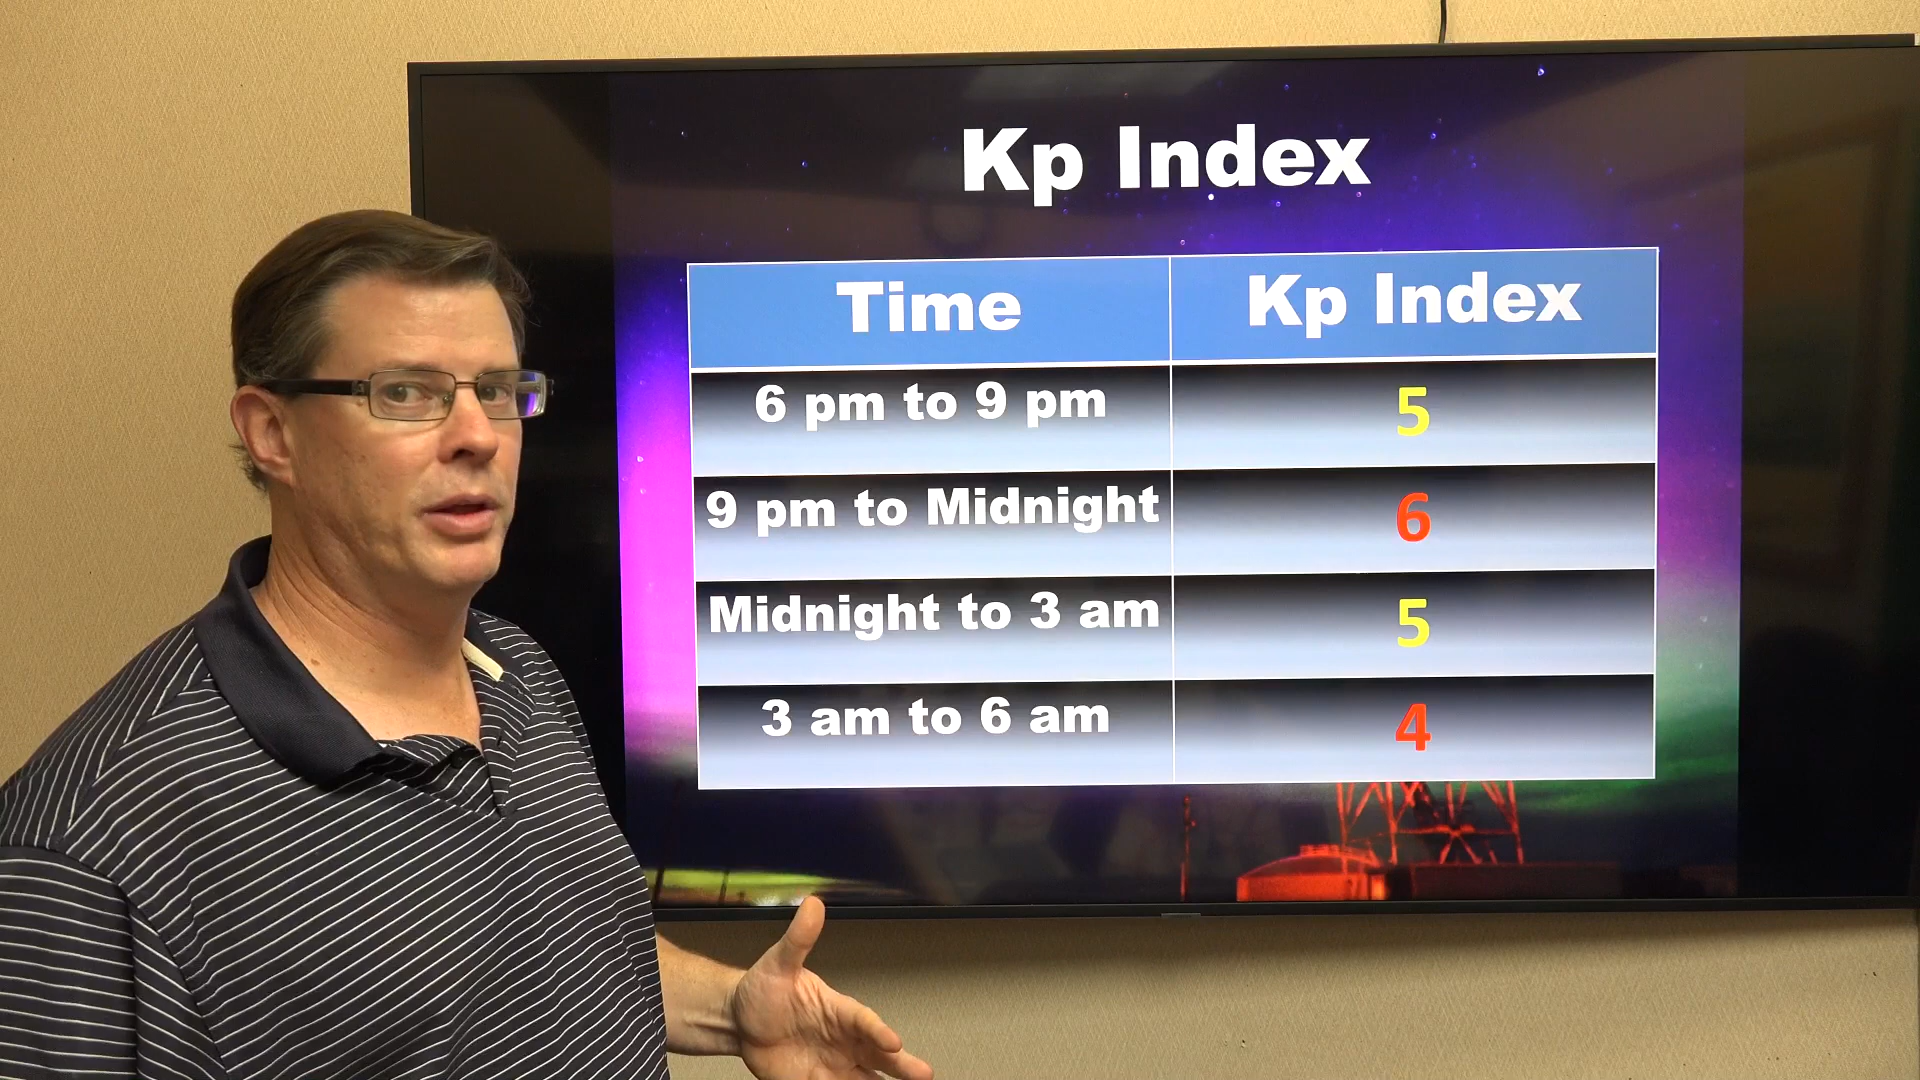 Kp Index
Time Kp Index
6 pm to 9 pm 5
9 pm to Midnight 6
Midnight to 3 am 5
3 am to 6 am 4